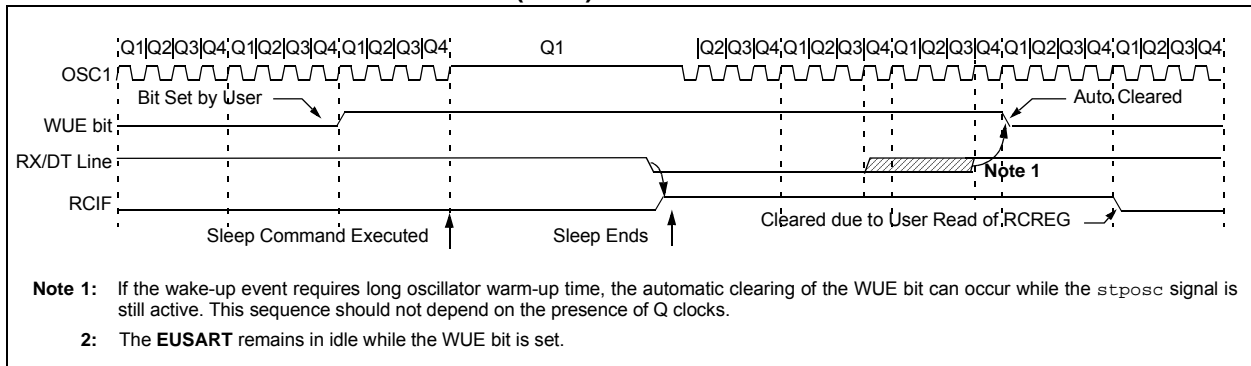 Q1|Q2|Q3|Q4 Q1|Q2|Q3|Q4 Q1|Q2|Q3|Q4 Q1 |Q2|Q3|Q4 Q1|Q2|Q3|Q4 Q1|Q2|Q3|Q4 Q1|Q2|Q3|Q4 Q1|Q2|Q3|Q4
OSC1
Bit Set by User Auto Cleared
WUE bit
RX/DT Line
Note 1
RCIF
Cleared due to User Read of RCREG
Sleep Command Executed Sleep Ends
Note 1: If the wake-up event requires long oscillator warm-up time, the automatic clearing of the WUE bit can occur while the stposc signal is
still active. This sequence should not depend on the presence of Q clocks.
2: The EUSART remains in idle while the WUE bit is set.